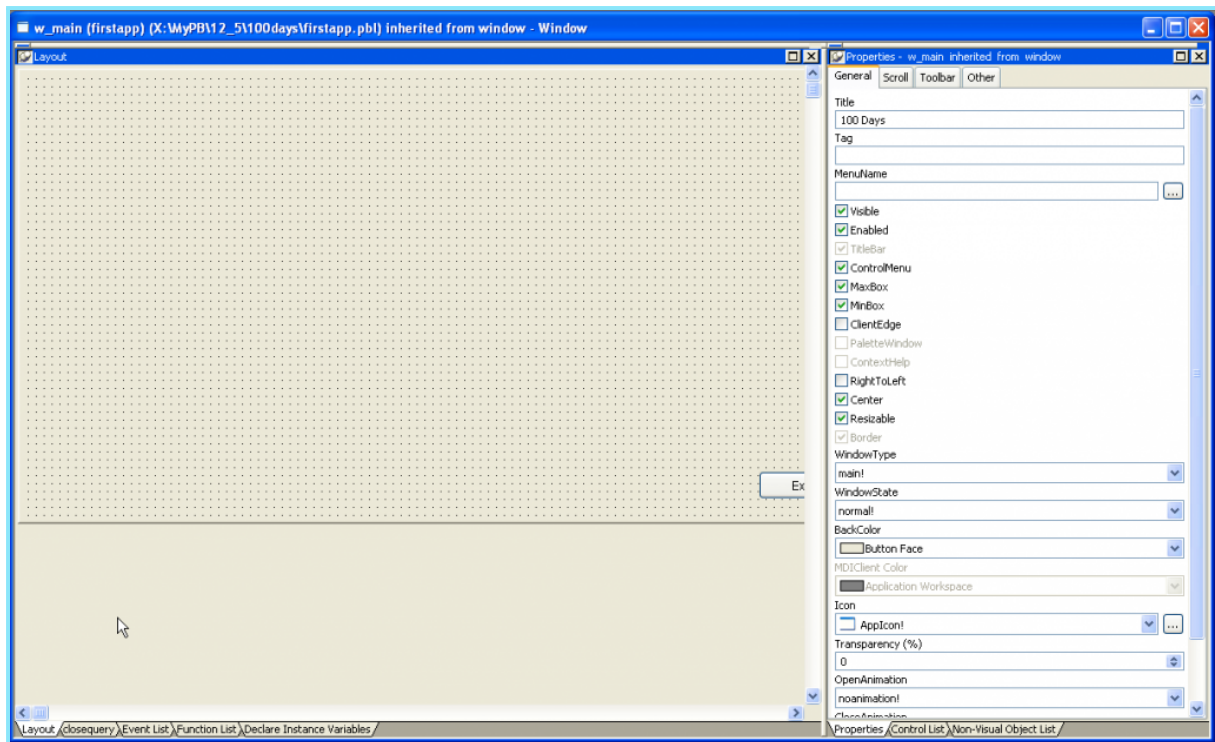 w_main (firstapp) (X:\MyPB\12_5\100days\firstapp.pbl) inherited from window - Window
Layout
Ex
Layout closequery Event List Function List Declare Instance Variables
Properties - w_main inherited from window
General Scroll Toolbar Other
Title
100 Days
Tag
MenuName
...
Visible
Enabled
TitleBar
ControlMenu
MaxBox
MinBox
ClientEdge
PaletteWindow
ContextHelp
RightToLeft
Center
Resizable
Border
WindowType
main!
WindowState
normal!
BackColor
Button Face
MDIClient Color
Application Workspace
Icon
AppIcon!
...
Transparency (%)
0
OpenAnimation
noanimation!
CloseAnimation
Properties Control List Non-Visual Object List